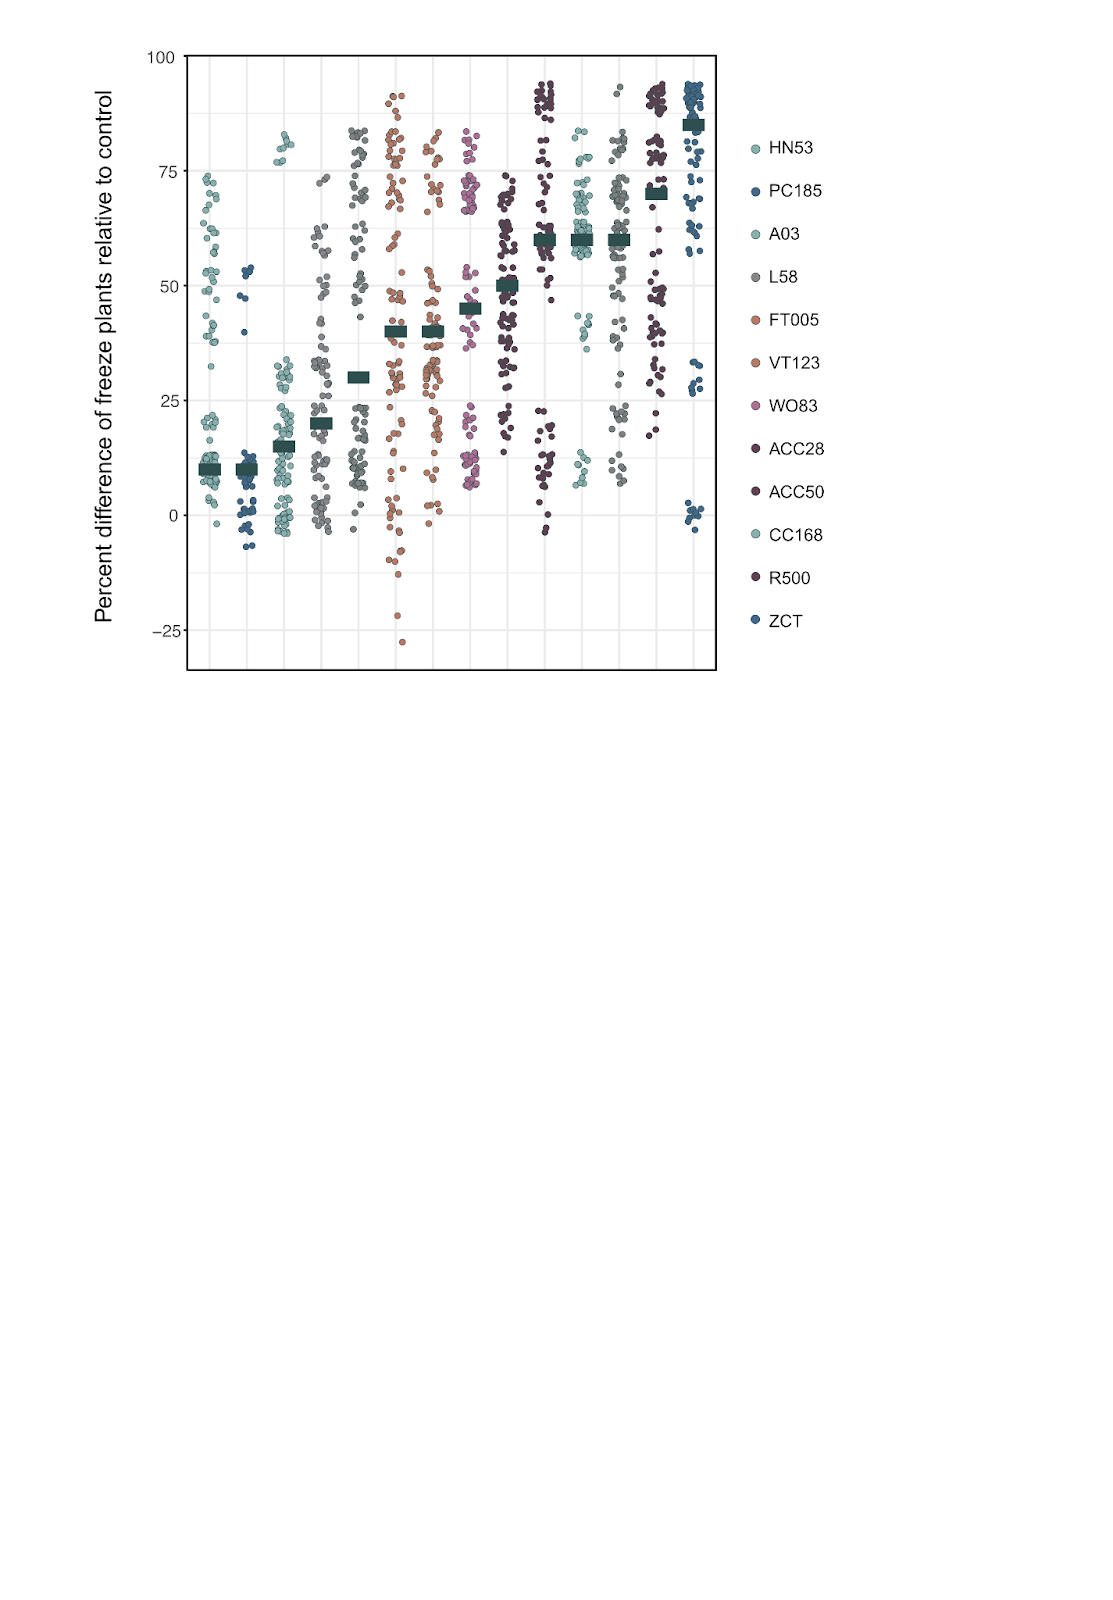 Percent difference of freeze plants relative to control
100
75
50
25
0
−25
HN53
PC185
A03
L58
FT005
VT123
WO83
ACC28
ACC50
CC168
R500
ZCT